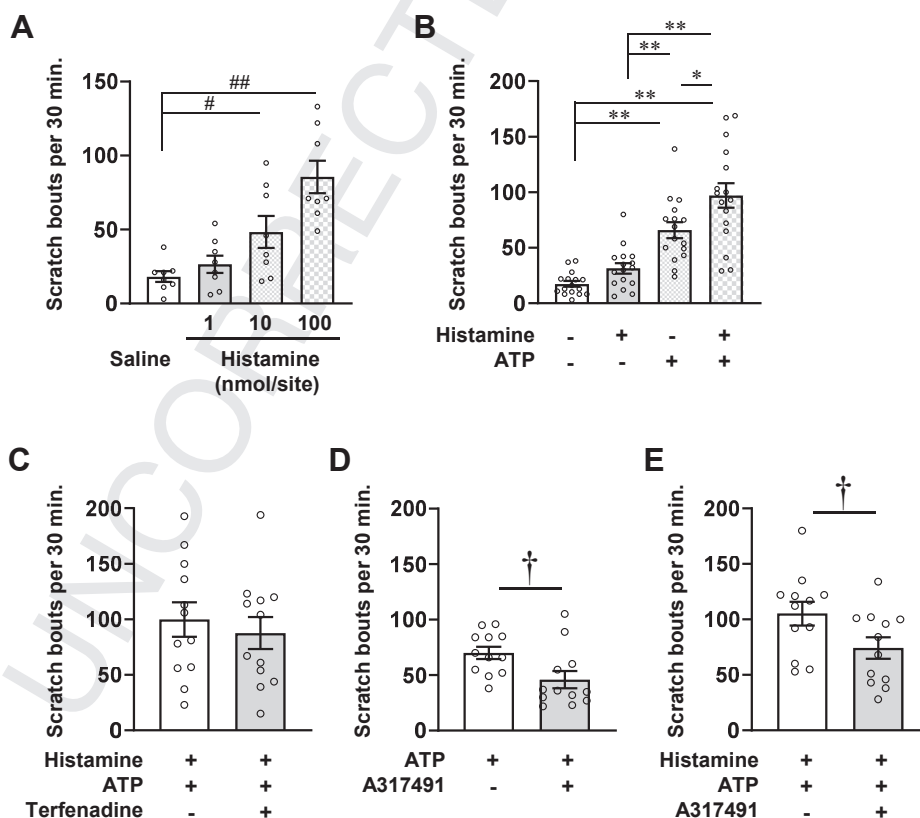 A
Scratch bouts per 30 min.
150
100
50
0
##
#
1 10 100
Saline Histamine
(nmol/site)
B
Scratch bouts per 30 min.
200
150
100
50
0
**
**
*
**
**
Histamine - + - +
ATP - - + +
C
Scratch bouts per 30 min.
200
150
100
50
0
Histamine + +
ATP + +
Terfenadine - +
D
Scratch bouts per 30 min.
200
150
100
50
0
†
ATP + +
A317491 - +
E
Scratch bouts per 30 min.
200
150
100
50
0
†
Histamine + +
ATP + +
A317491 - +
UNCORRECTE